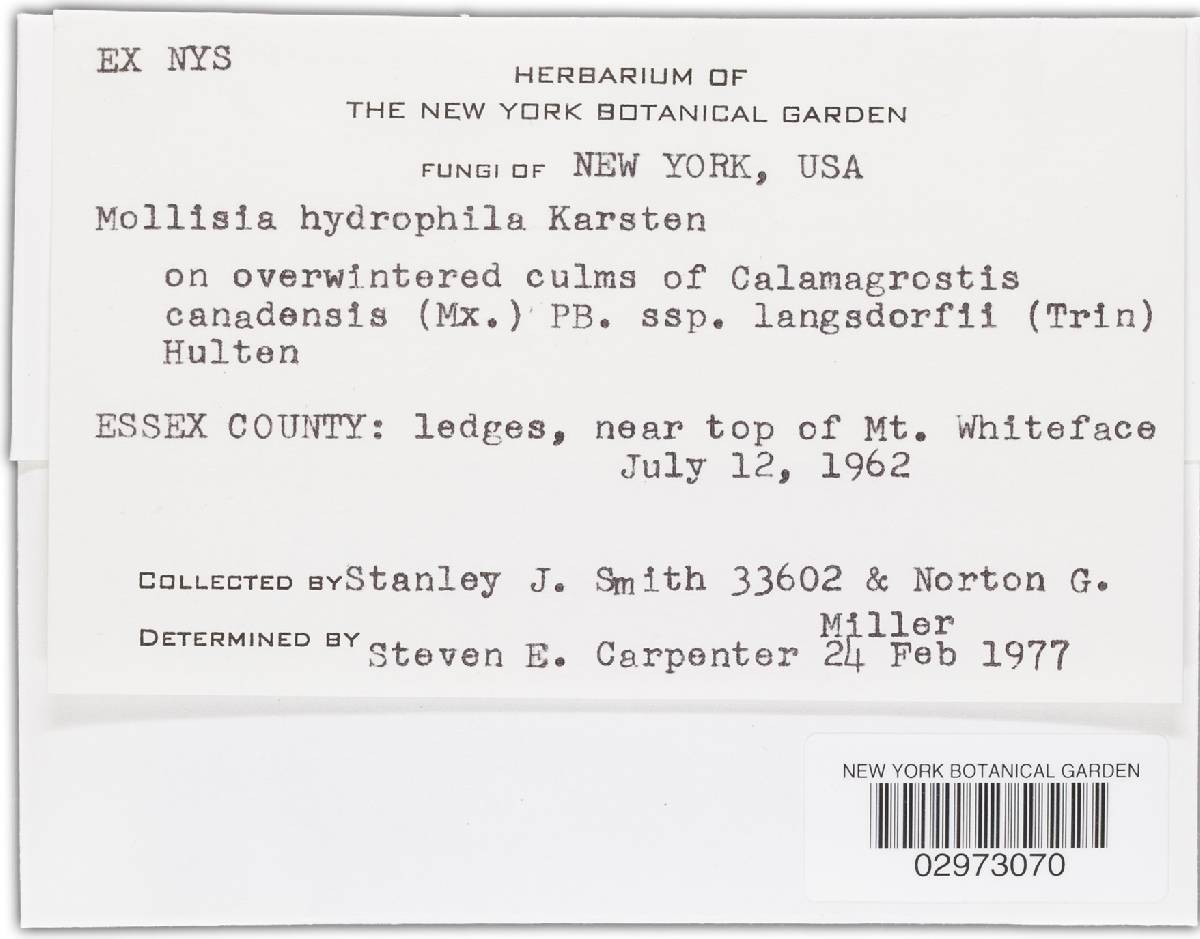 EX NYS
HERBARIUM OF
THE NEW YORK BOTANICAL GARDEN
FUNGI OF NEW YORK, USA
Mollisia hydrophila Karsten
on overwintered culms of Calamagrostis
canadensis (Mx.) PB. ssp. langsdorfii (Trin)
Hulten
ESSEX COUNTY: ledges, near top of Mt. Whiteface
July 12, 1962
COLLECTED BY Stanley J. Smith 33602 & Norton G.
Miller
DETERMINED BY Steven E. Carpenter 24 Feb 1977
NEW YORK BOTANICAL GARDEN
02973070